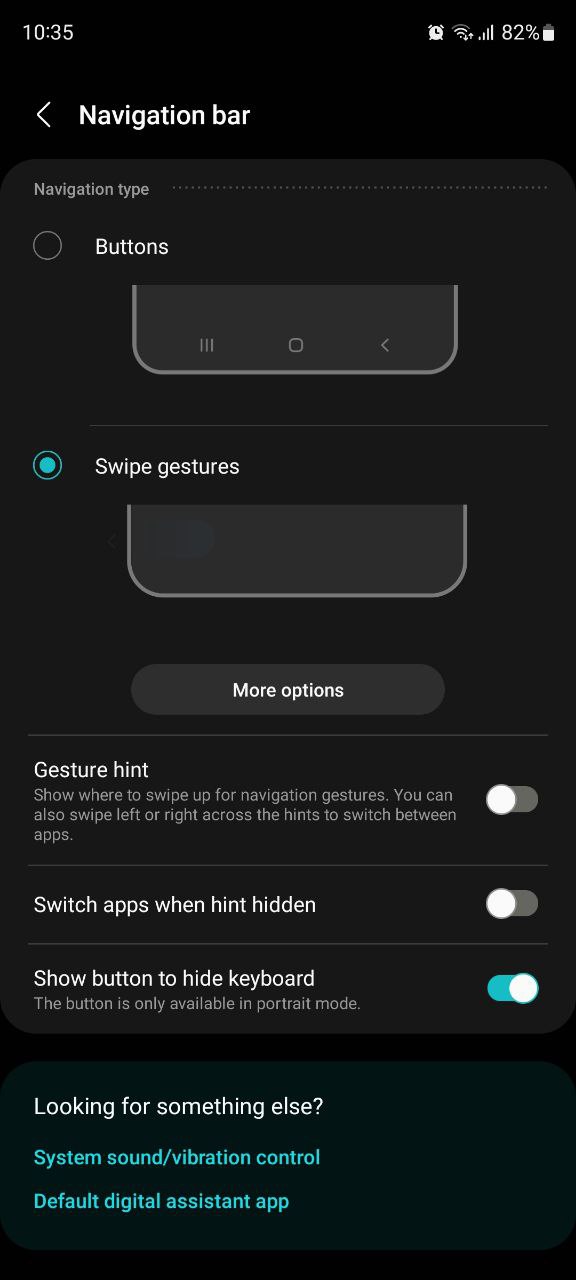 10:35
82%
Navigation bar
Navigation type
Buttons
Swipe gestures
More options
Gesture hint
Show where to swipe up for navigation gestures. You can
also swipe left or right across the hints to switch between
apps.
Switch apps when hint hidden
Show button to hide keyboard
The button is only available in portrait mode.
Looking for something else?
System sound/vibration control
Default digital assistant app